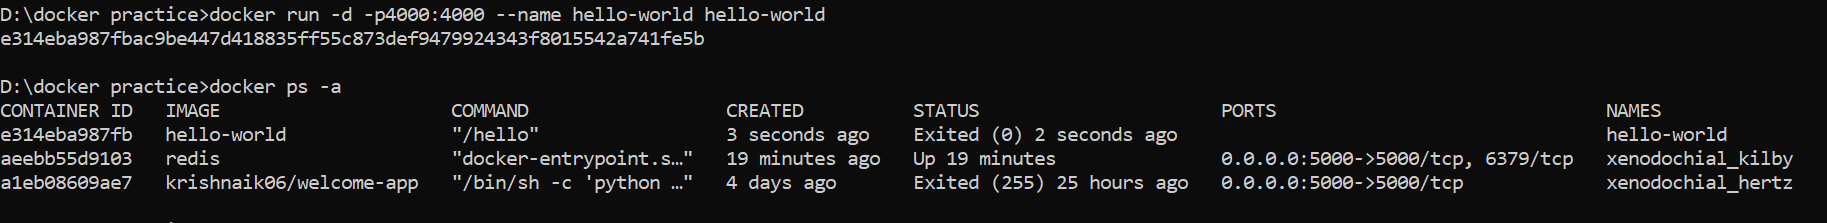 D:\docker practice>docker run -d -p4000:4000 --name hello-world hello-world
e314eba987fbac9be447d418835ff55c873def9479924343f8015542a741fe5b
D:\docker practice>docker ps -a
CONTAINER ID   IMAGE                     COMMAND                  CREATED          STATUS                      PORTS                              NAMES
e314eba987fb   hello-world               "/hello"                 3 seconds ago    Exited (0) 2 seconds ago                                       hello-world
aeebb55d9103   redis                     "docker-entrypoint.s…"   19 minutes ago   Up 19 minutes               0.0.0.0:5000->5000/tcp, 6379/tcp   xenodochial_kilby
a1eb08609ae7   krishnaik06/welcome-app   "/bin/sh -c 'python …"   4 days ago       Exited (255) 25 hours ago   0.0.0.0:5000->5000/tcp             xenodochial_hertz